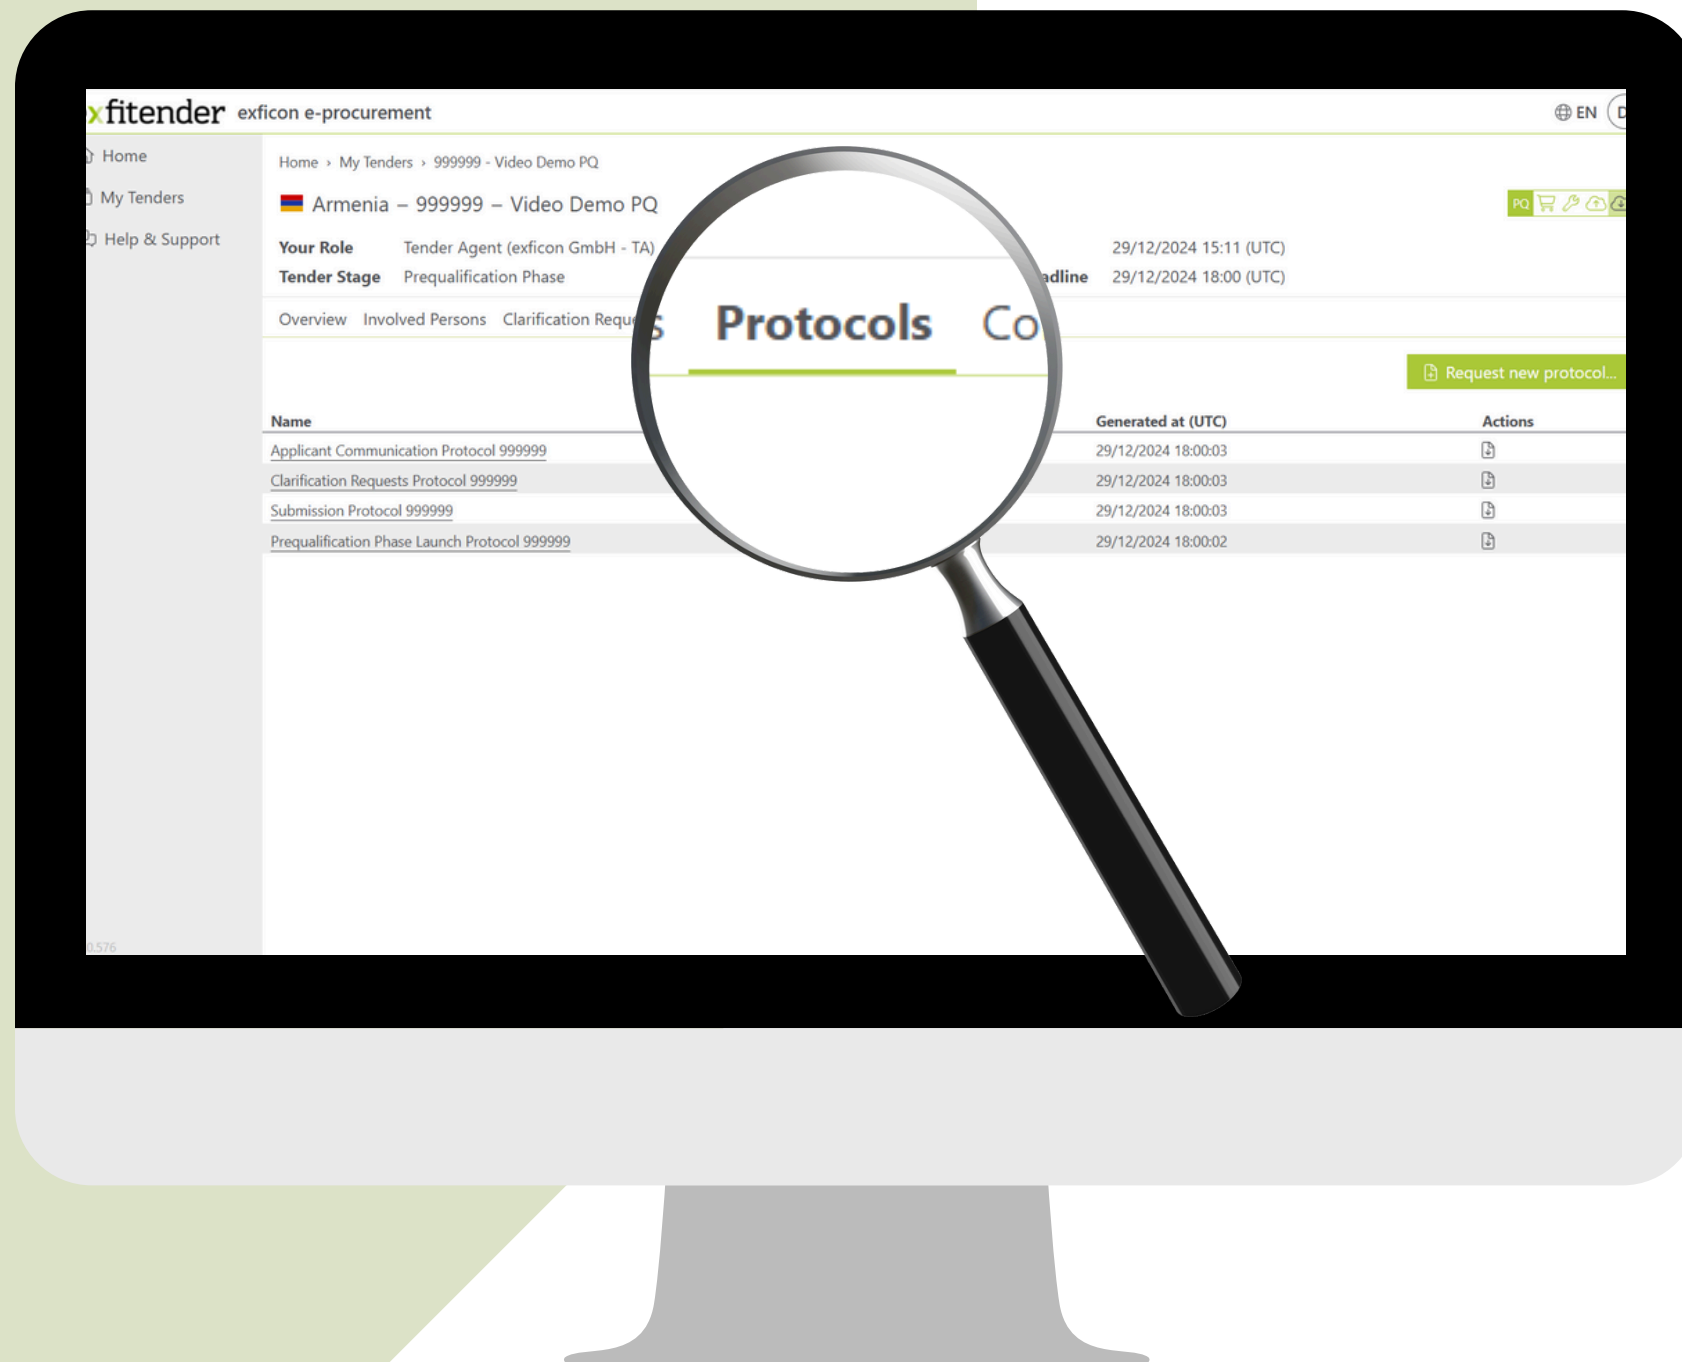 xfitender exficon e-procurement EN D
Home
My Tenders
Help & Support
Home › My Tenders › 999999 - Video Demo PQ
Armenia – 999999 – Video Demo PQ
PQ
Your Role Tender Agent (exficon GmbH - TA) 29/12/2024 15:11 (UTC)
Tender Stage Prequalification Phase adline 29/12/2024 18:00 (UTC)
Overview Involved Persons Clarification Reque s Protocols Co
Request new protocol...
Name Generated at (UTC) Actions
Applicant Communication Protocol 999999 29/12/2024 18:00:03
Clarification Requests Protocol 999999 29/12/2024 18:00:03
Submission Protocol 999999 29/12/2024 18:00:03
Prequalification Phase Launch Protocol 999999 29/12/2024 18:00:02
0.576